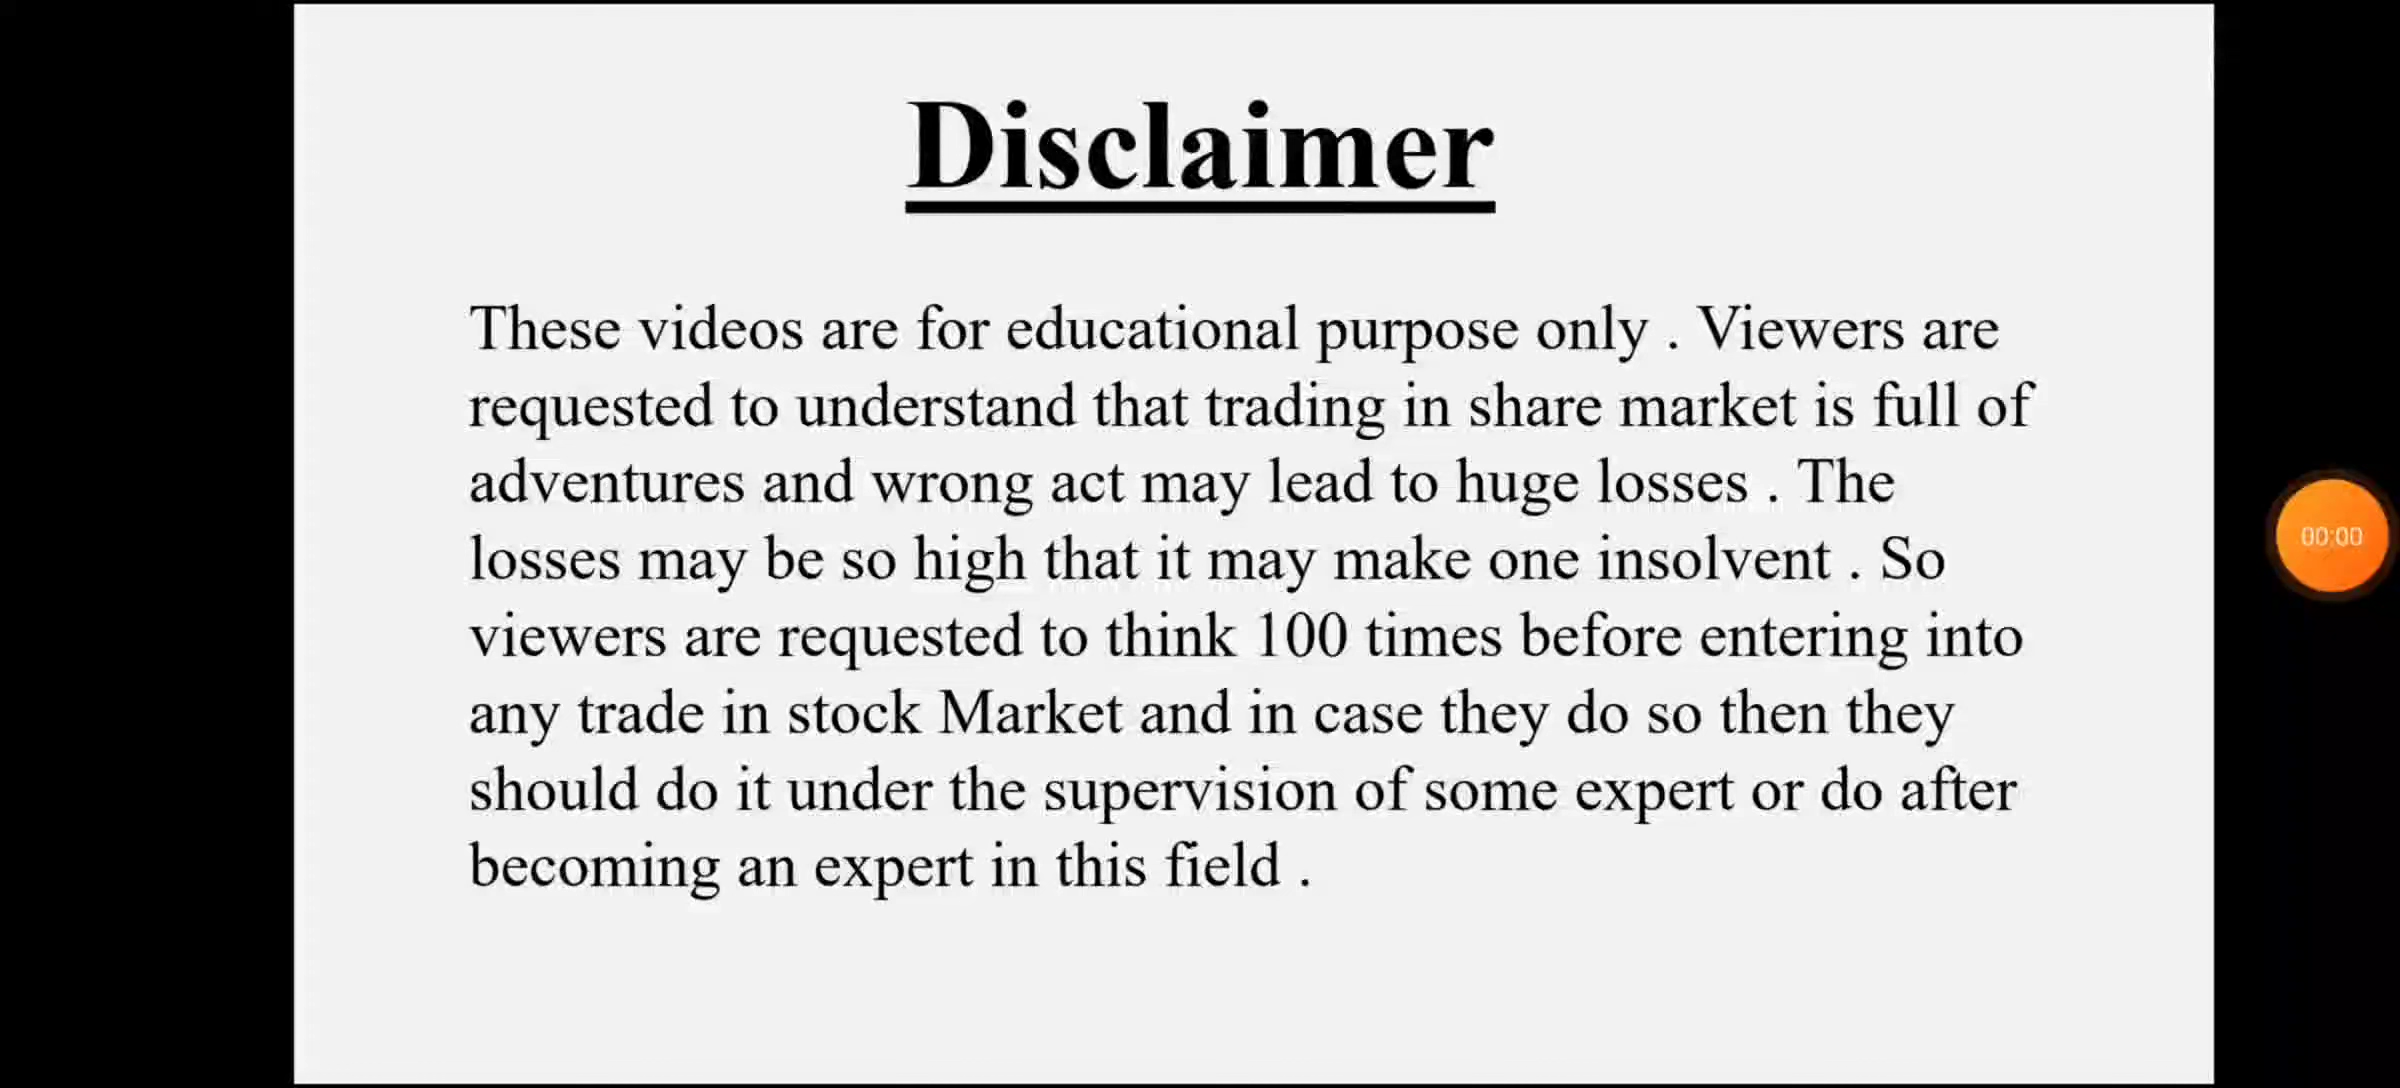 Disclaimer
These videos are for educational purpose only . Viewers are
requested to understand that trading in share market is full of
adventures and wrong act may lead to huge losses . The
losses may be so high that it may make one insolvent . So
viewers are requested to think 100 times before entering into
any trade in stock Market and in case they do so then they
should do it under the supervision of some expert or do after
becoming an expert in this field .
00:00